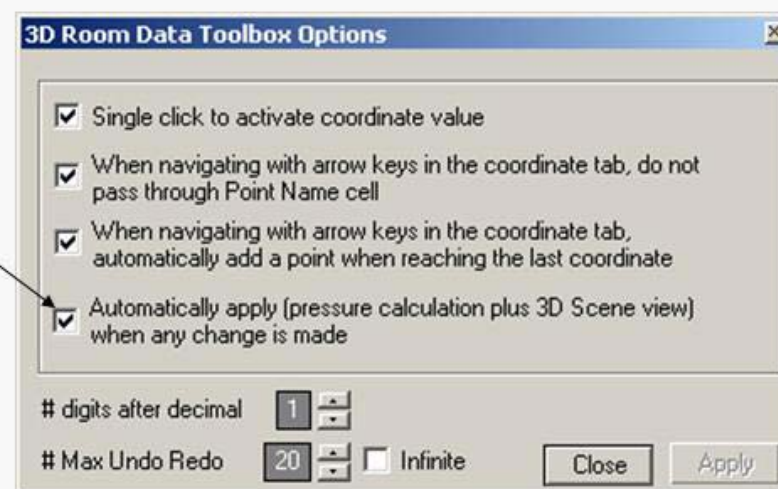 3D Room Data Toolbox Options
Single click to activate coordinate value
When navigating with arrow keys in the coordinate tab, do not
pass through Point Name cell
When navigating with arrow keys in the coordinate tab,
automatically add a point when reaching the last coordinate
Automatically apply (pressure calculation plus 3D Scene view)
when any change is made
# digits after decimal 1
# Max Undo Redo 20 Infinite Close Apply